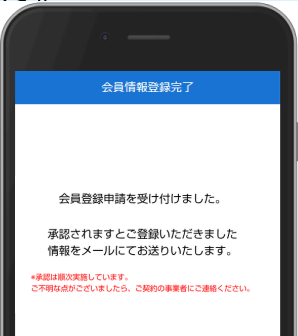 会員情報登録完了
会員登録申請を受け付けました。
承認されますとご登録いただきました
情報をメールにてお送りいたします。
*承認は順次実施しています。
ご不明な点がございましたら、ご契約の事業者にご連絡ください。